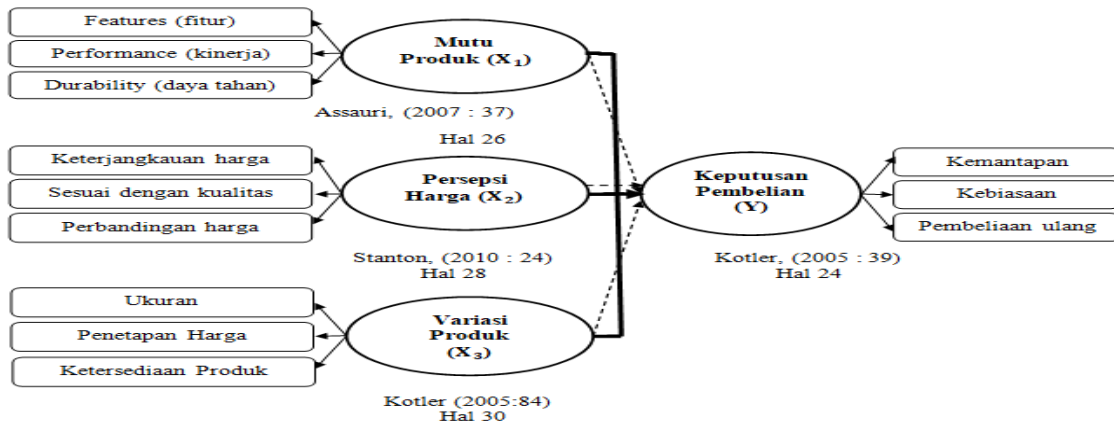 Features (fitur)
Performance (kinerja)
Durability (daya tahan)
Mutu
Produk (X₁)
Assauri, (2007 : 37)
Hal 26
Keterjangkauan harga
Sesuai dengan kualitas
Perbandingan harga
Persepsi
Harga (X₂)
Stanton, (2010 : 24)
Hal 28
Ukuran
Penetapan Harga
Ketersediaan Produk
Variasi
Produk
(X₃)
Kotler (2005:84)
Hal 30
Keputusan
Pembelian
(Y)
Kotler, (2005 : 39)
Hal 24
Kemantapan
Kebiasaan
Pembeliaan ulang